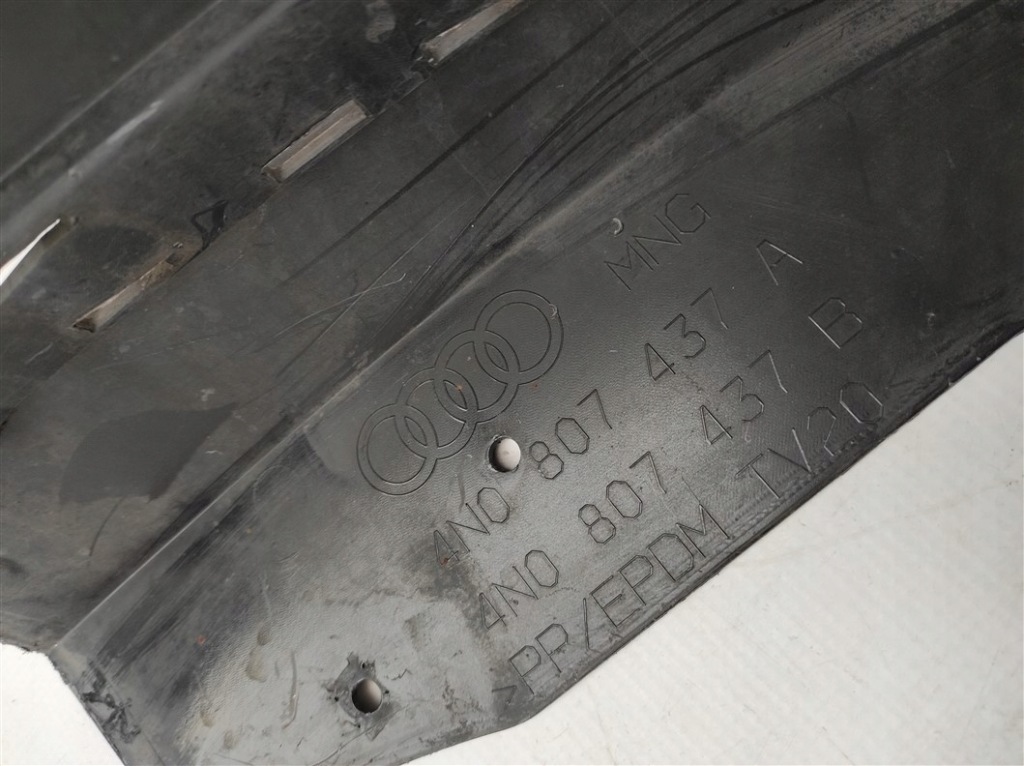 MNG
4N0 807 437 A
4N0 807 437 B
>PP/EPDM TV20